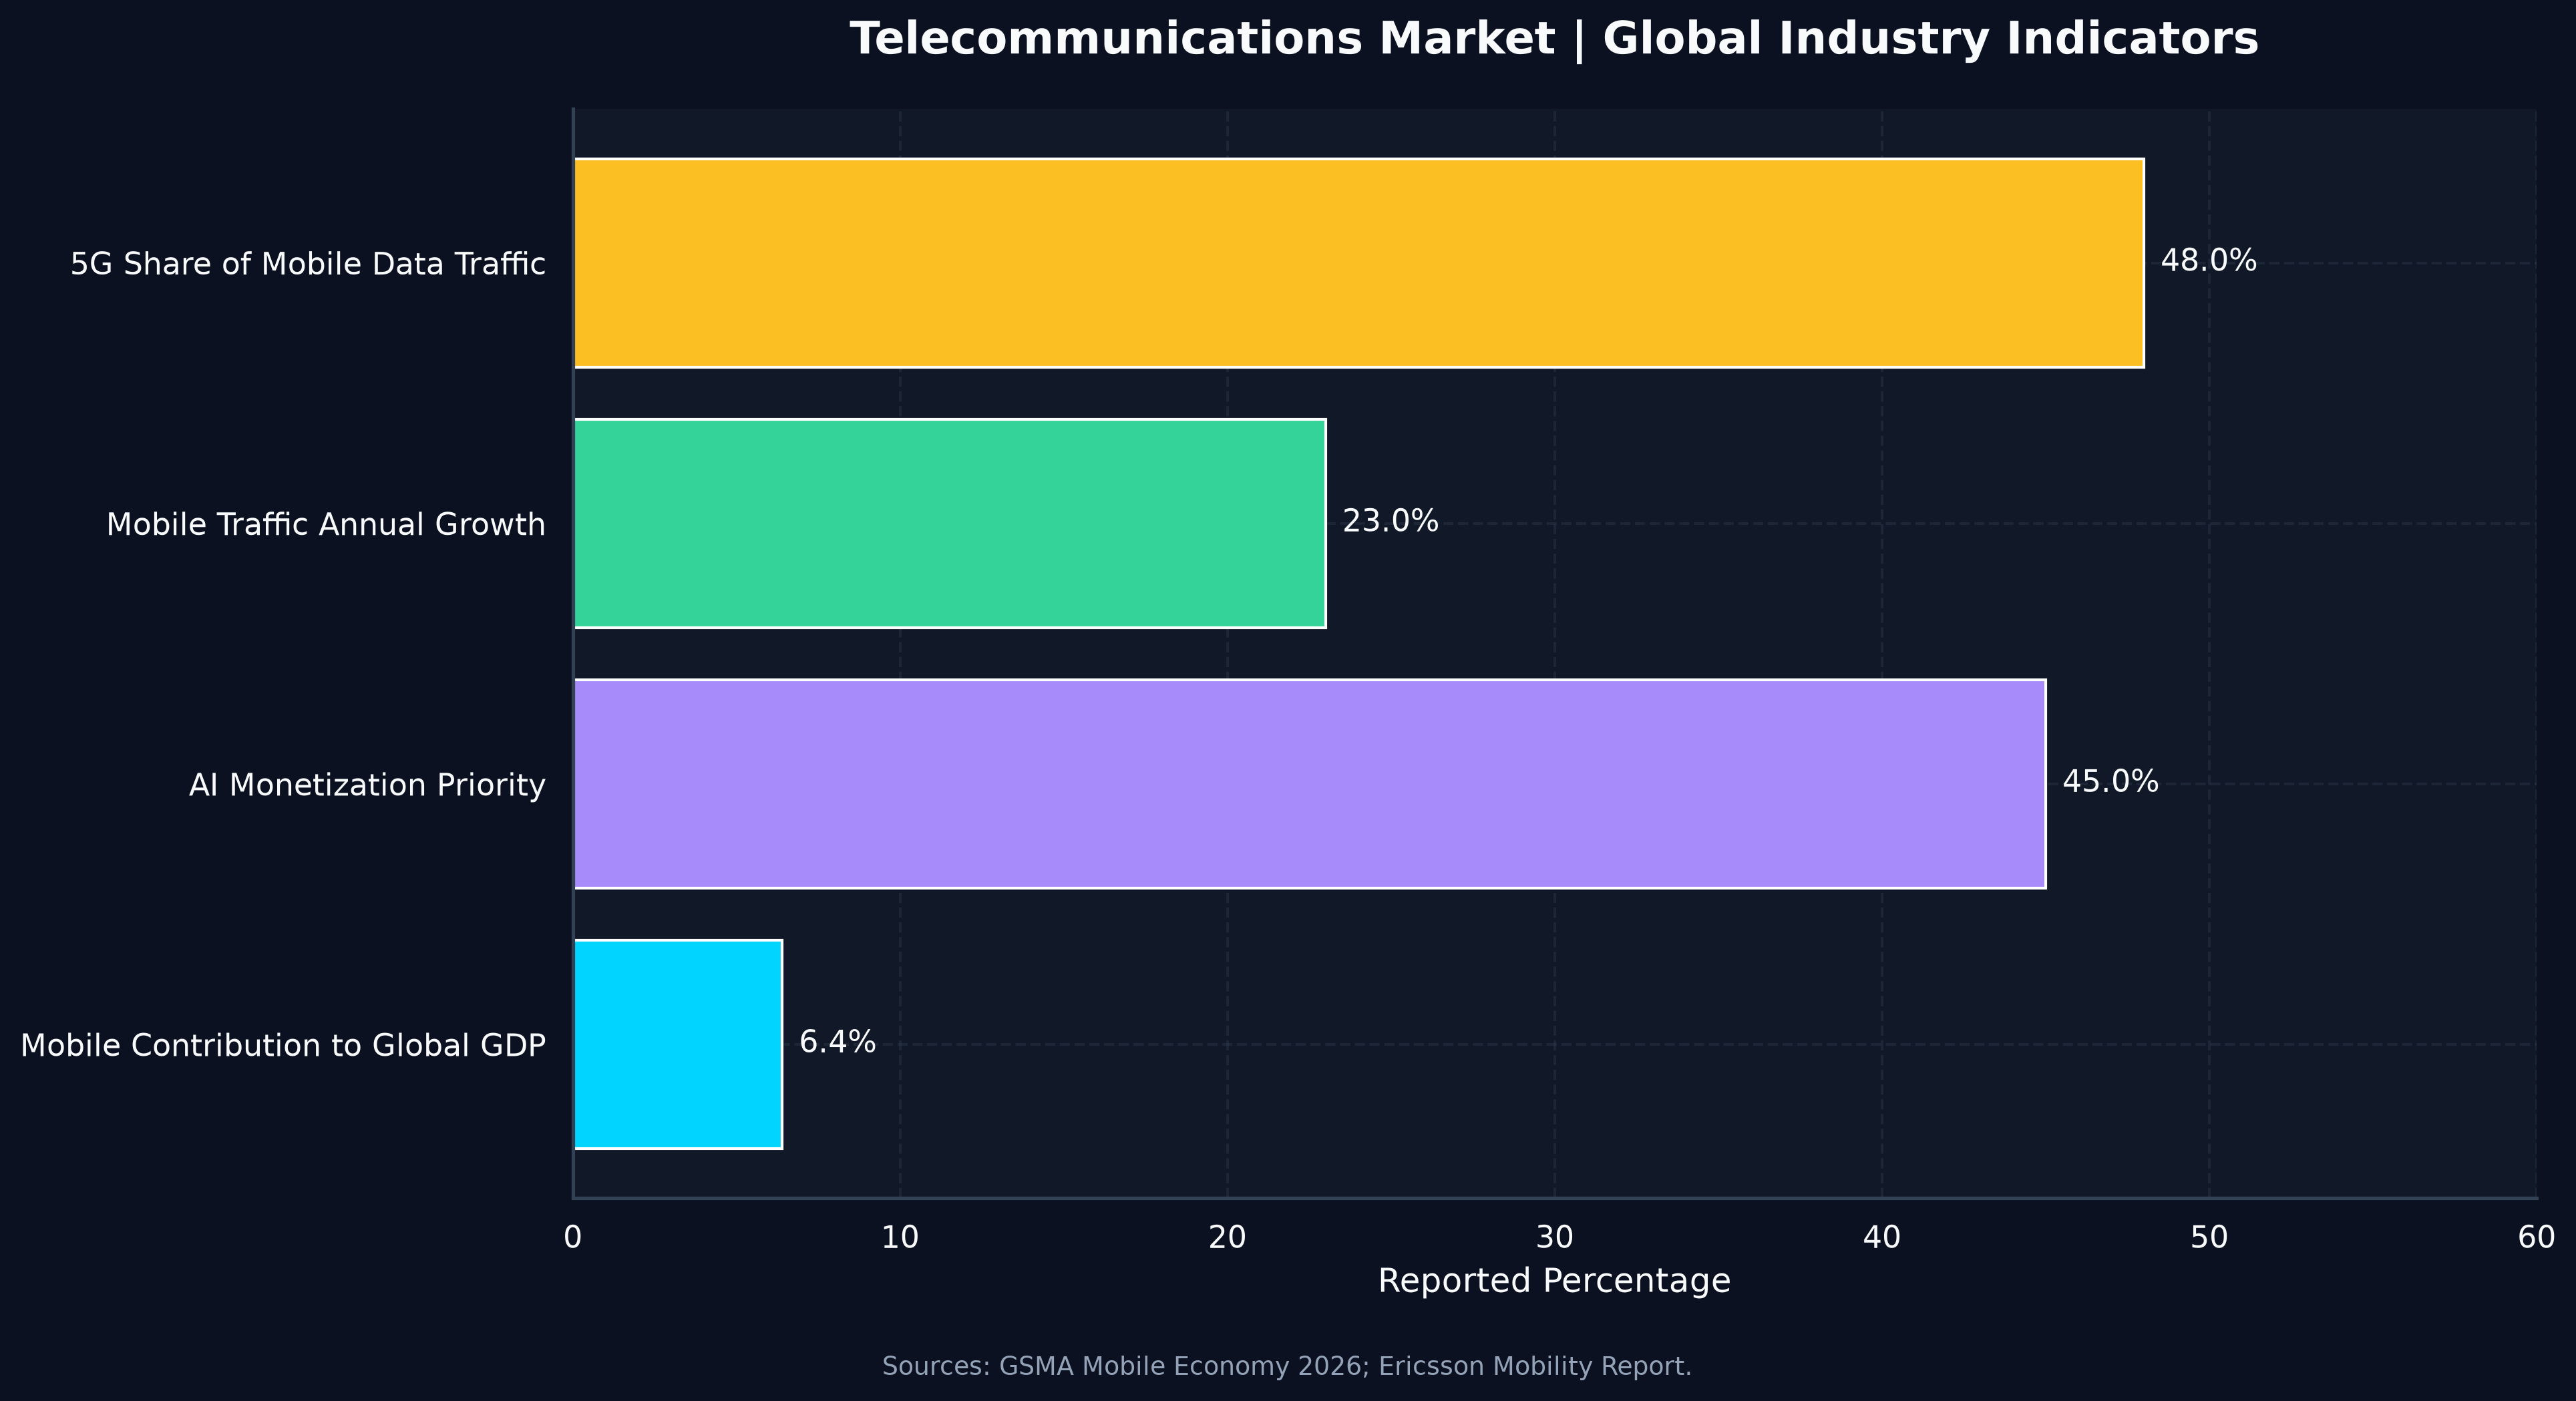 Telecommunications Market | Global Industry Indicators
5G Share of Mobile Data Traffic
48.0%
Mobile Traffic Annual Growth
23.0%
AI Monetization Priority
45.0%
Mobile Contribution to Global GDP
6.4%
0 10 20 30 40 50 60
Reported Percentage
Sources: GSMA Mobile Economy 2026; Ericsson Mobility Report.